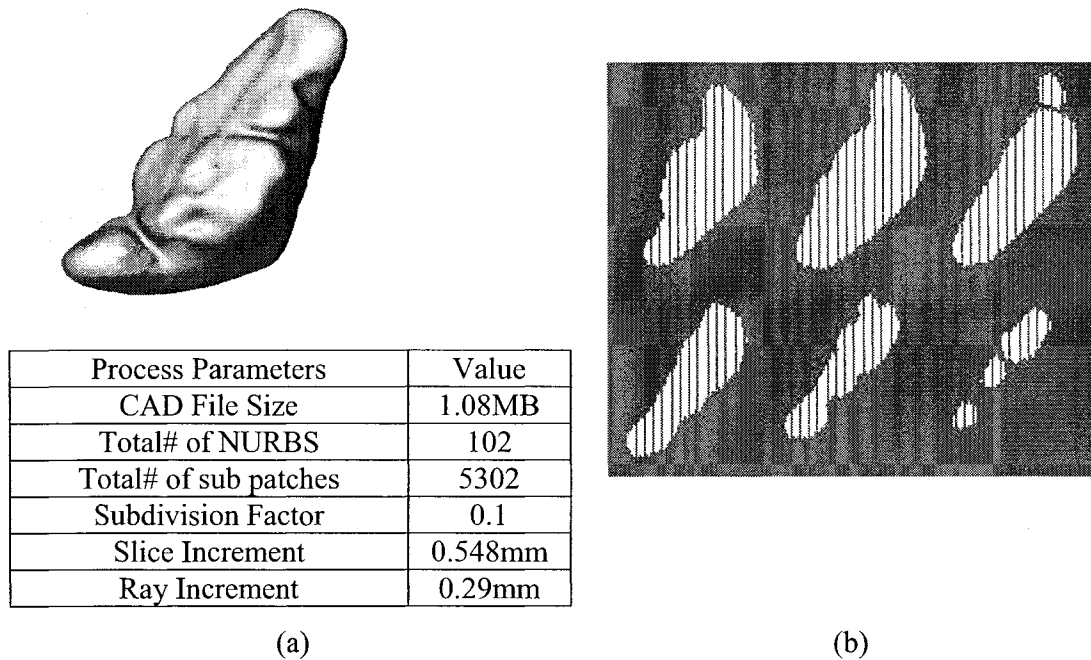 Process Parameters Value
CAD File Size 1.08MB
Total# of NURBS 102
Total# of sub patches 5302
Subdivision Factor 0.1
Slice Increment 0.548mm
Ray Increment 0.29mm
(a) (b)